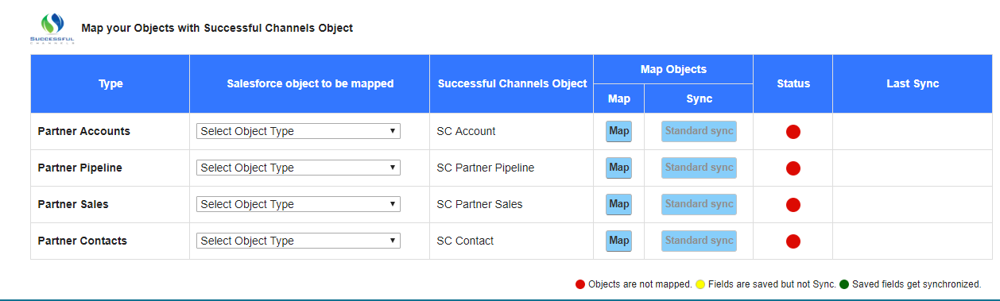 SUCCESSFUL
CHANNELS
Map your Objects with Successful Channels Object
Type Salesforce object to be mapped Successful Channels Object Map Objects Status Last Sync
Map Sync
Partner Accounts Select Object Type SC Account Map Standard sync
Partner Pipeline Select Object Type SC Partner Pipeline Map Standard sync
Partner Sales Select Object Type SC Partner Sales Map Standard sync
Partner Contacts Select Object Type SC Contact Map Standard sync
Objects are not mapped. Fields are saved but not Sync. Saved fields get synchronized.